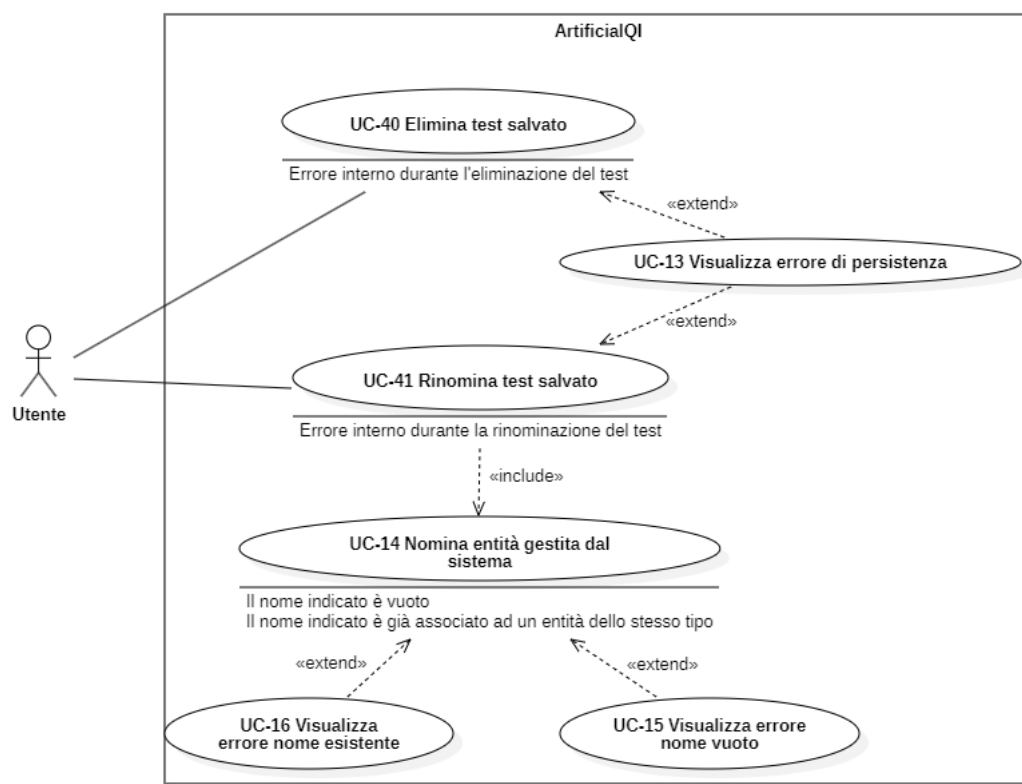 ArtificialQI
UC-40 Elimina test salvato
Errore interno durante l'eliminazione del test
«extend»
UC-13 Visualizza errore di persistenza
«extend»
UC-41 Rinomina test salvato
Utente
Errore interno durante la rinominazione del test
«include»
UC-14 Nomina entità gestita dal
sistema
Il nome indicato è vuoto
Il nome indicato è già associato ad un entità dello stesso tipo
«extend»
«extend»
UC-16 Visualizza
errore nome esistente
UC-15 Visualizza errore
nome vuoto